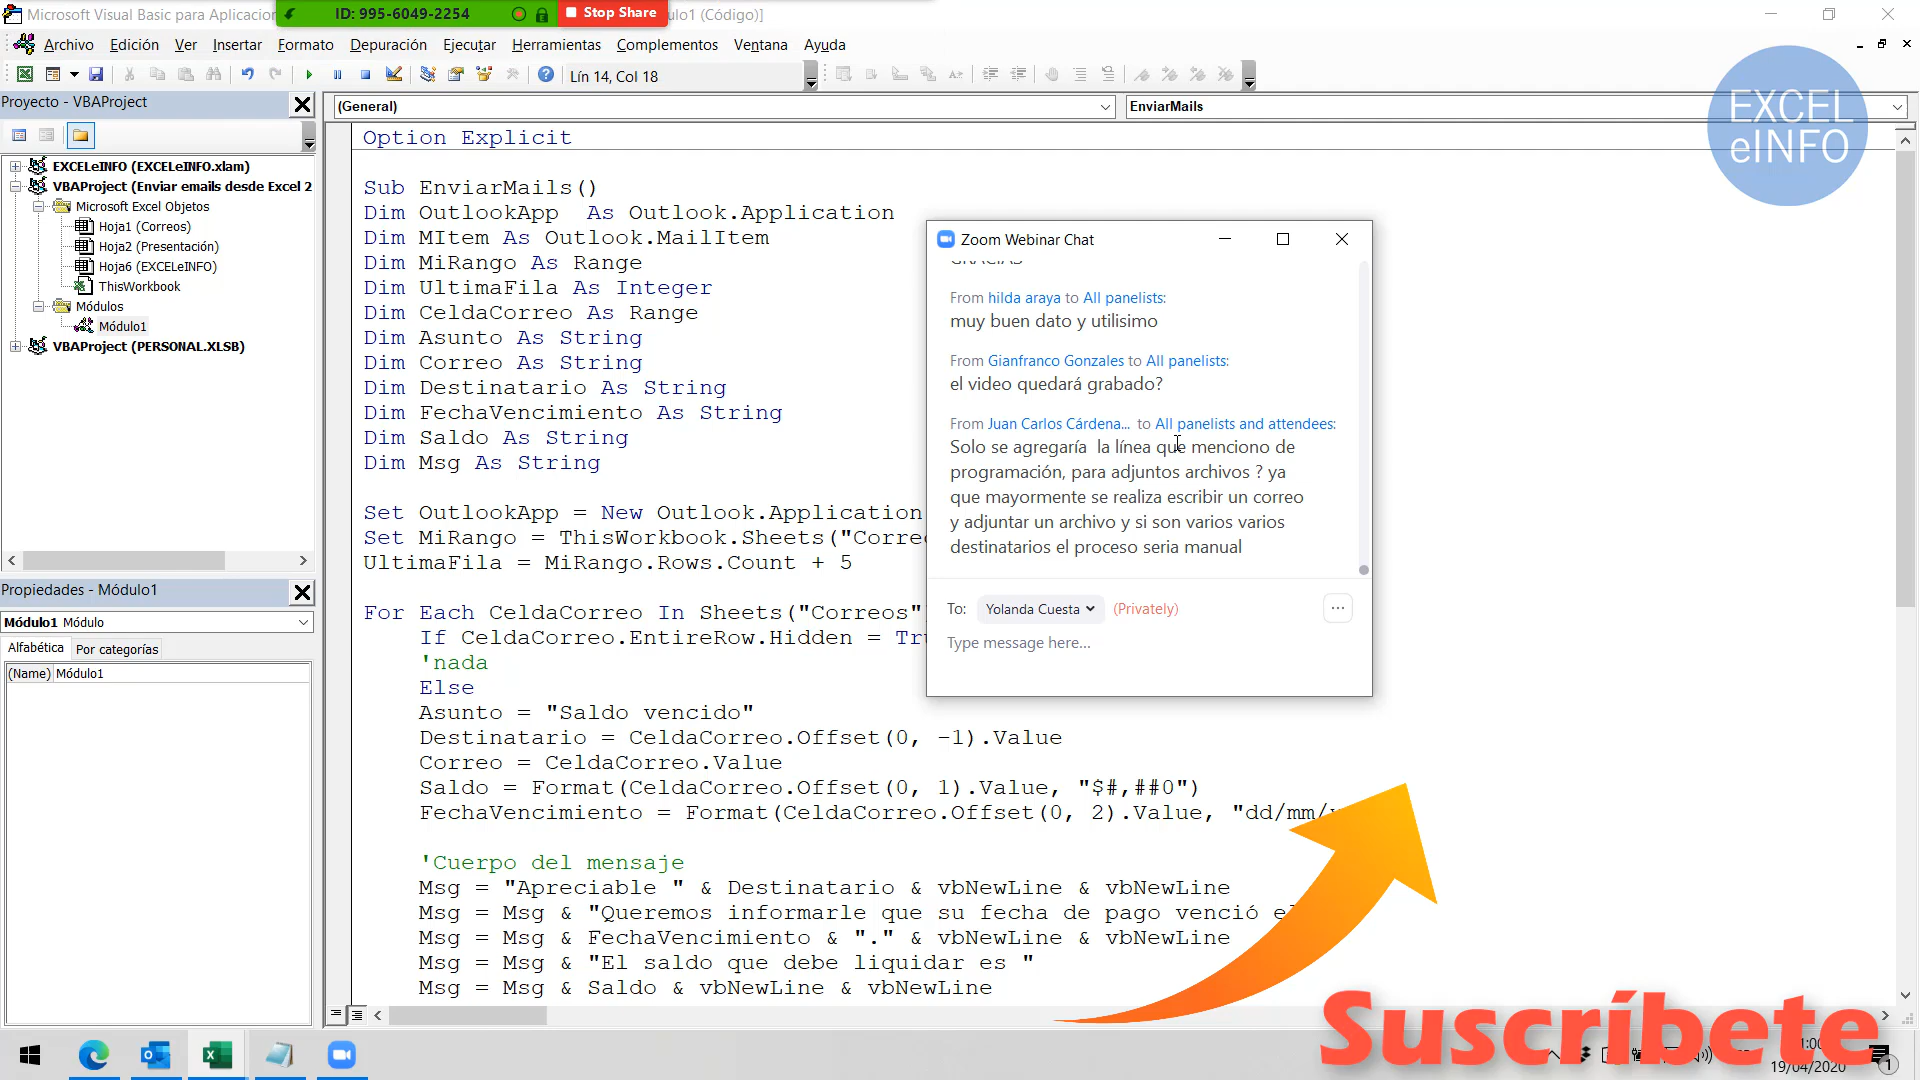 Microsoft Visual Basic para Aplicacion
ID: 995-6049-2254
Stop Share
ulo1 (Código)]
Archivo Edición Ver Insertar Formato Depuración Ejecutar Herramientas Complementos Ventana Ayuda
Lín 14, Col 18
Proyecto - VBAProject
(General)
EnviarMails
EXCEL
eINFO
EXCELeINFO (EXCELeINFO.xlam)
VBAProject (Enviar emails desde Excel 2
Microsoft Excel Objetos
Hoja1 (Correos)
Hoja2 (Presentación)
Hoja6 (EXCELeINFO)
ThisWorkbook
Módulos
Módulo1
VBAProject (PERSONAL.XLSB)
Propiedades - Módulo1
Módulo1 Módulo
Alfabética Por categorías
(Name) Módulo1
Option Explicit
Sub EnviarMails()
Dim OutlookApp  As Outlook.Application
Dim MItem As Outlook.MailItem
Dim MiRango As Range
Dim UltimaFila As Integer
Dim CeldaCorreo As Range
Dim Asunto As String
Dim Correo As String
Dim Destinatario As String
Dim FechaVencimiento As String
Dim Saldo As String
Dim Msg As String
Set OutlookApp = New Outlook.Application
Set MiRango = ThisWorkbook.Sheets("Corre
UltimaFila = MiRango.Rows.Count + 5
For Each CeldaCorreo In Sheets("Correos"
If CeldaCorreo.EntireRow.Hidden = Tru
'nada
Else
Asunto = "Saldo vencido"
Destinatario = CeldaCorreo.Offset(0, -1).Value
Correo = CeldaCorreo.Value
Saldo = Format(CeldaCorreo.Offset(0, 1).Value, "$#,##0")
FechaVencimiento = Format(CeldaCorreo.Offset(0, 2).Value, "dd/mm/
'Cuerpo del mensaje
Msg = "Apreciable " & Destinatario & vbNewLine & vbNewLine
Msg = Msg & "Queremos informarle que su fecha de pago venció e
Msg = Msg & FechaVencimiento & "." & vbNewLine & vbNewLine
Msg = Msg & "El saldo que debe liquidar es "
Msg = Msg & Saldo & vbNewLine & vbNewLine
Zoom Webinar Chat
GRACIAS
From hilda araya to All panelists:
muy buen dato y utilisimo
From Gianfranco Gonzales to All panelists:
el video quedará grabado?
From Juan Carlos Cárdena... to All panelists and attendees:
Solo se agregaría  la línea que menciono de
programación, para adjuntos archivos ? ya
que mayormente se realiza escribir un correo
y adjuntar un archivo y si son varios varios
destinatarios el proceso seria manual
To: Yolanda Cuesta (Privately)
Type message here...
Suscríbete
19/04/2020
1